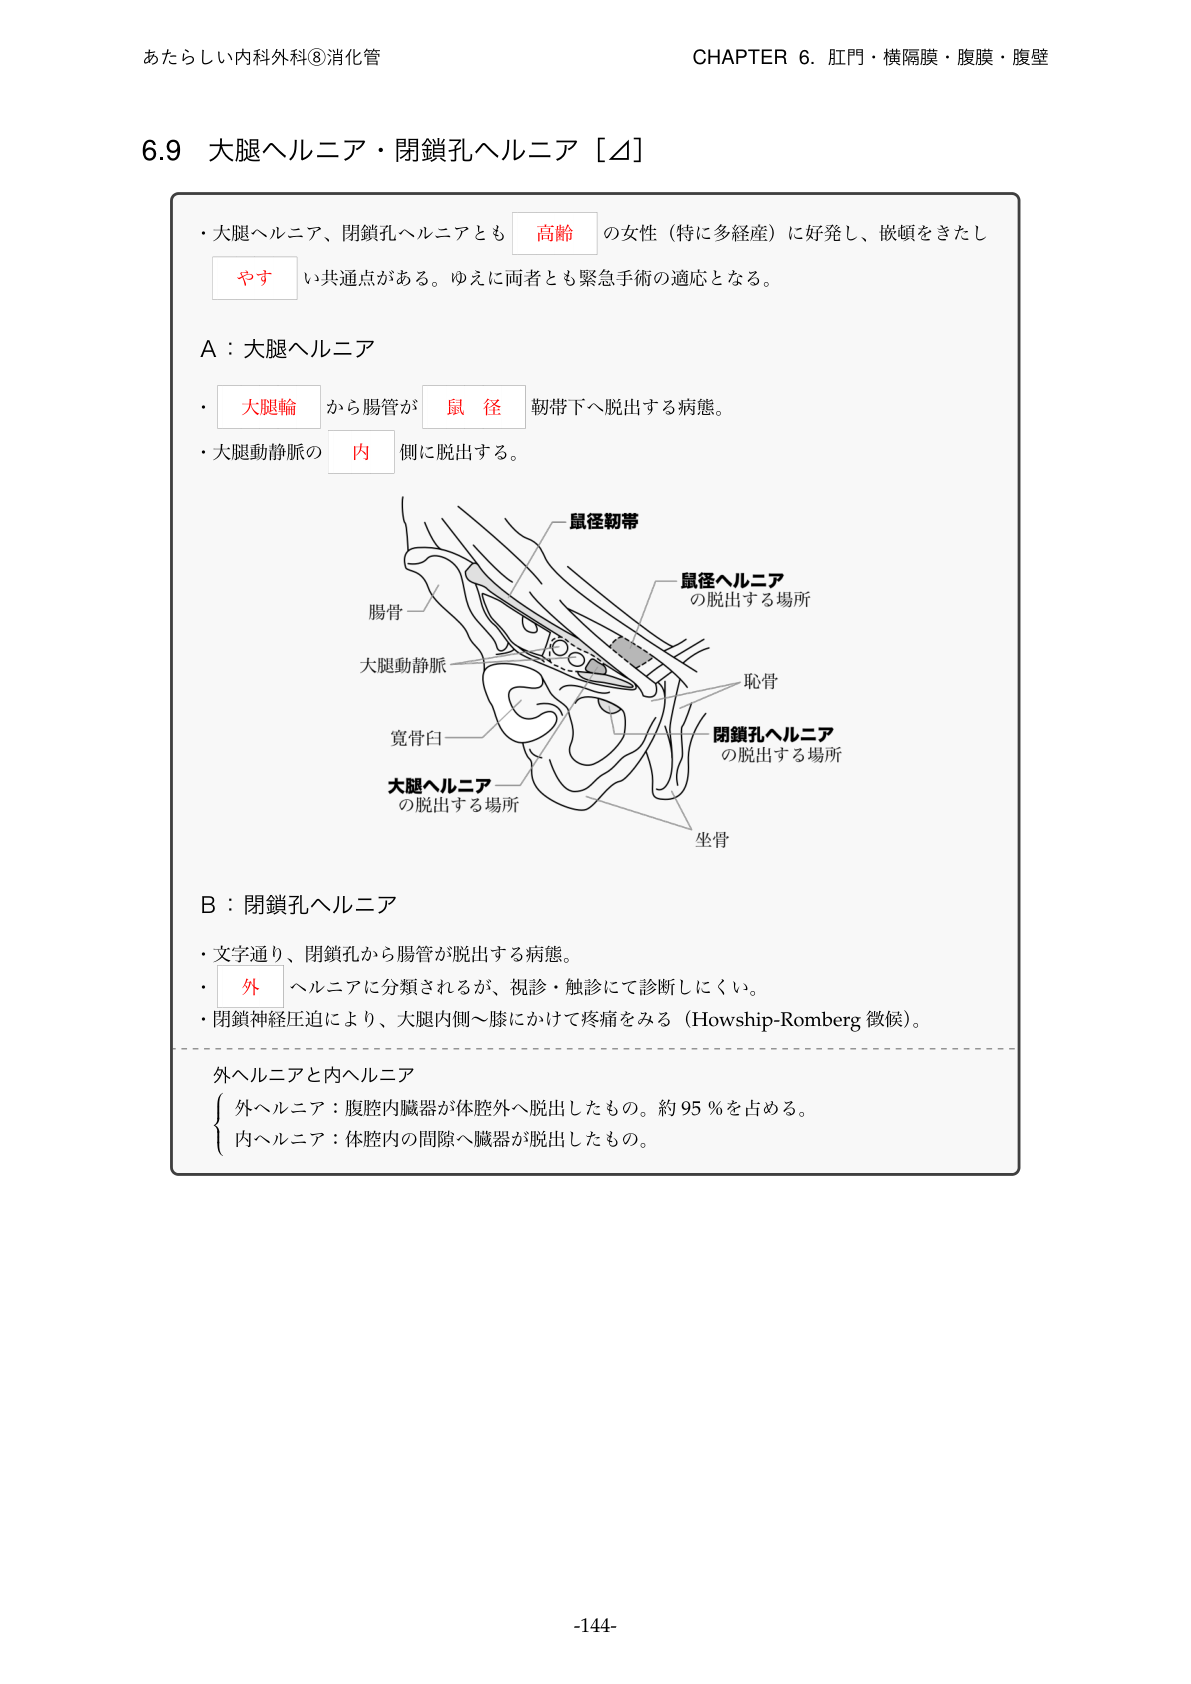 あたらしい内科外科⑧消化管
CHAPTER 6. 肛門・横隔膜・腹膜・腹壁
6.9 大腿ヘルニア・閉鎖孔ヘルニア［⊿］
・大腿ヘルニア、閉鎖孔ヘルニアとも 高齢 の女性（特に多経産）に好発し、嵌頓をきたし
やす い共通点がある。ゆえに両者とも緊急手術の適応となる。
A：大腿ヘルニア
・ 大腿輪 から腸管が 鼠 径 靭帯下へ脱出する病態。
・大腿動静脈の 内 側に脱出する。
鼠径靭帯
鼠径ヘルニア
の脱出する場所
腸骨
大腿動静脈
恥骨
寛骨臼
閉鎖孔ヘルニア
の脱出する場所
大腿ヘルニア
の脱出する場所
坐骨
B：閉鎖孔ヘルニア
・文字通り、閉鎖孔から腸管が脱出する病態。
・ 外 ヘルニアに分類されるが、視診・触診にて診断しにくい。
・閉鎖神経圧迫により、大腿内側〜膝にかけて疼痛をみる（Howship-Romberg 徴候）。
外ヘルニアと内ヘルニア
外ヘルニア：腹腔内臓器が体腔外へ脱出したもの。約 95 %を占める。
内ヘルニア：体腔内の間隙へ臓器が脱出したもの。
-144-